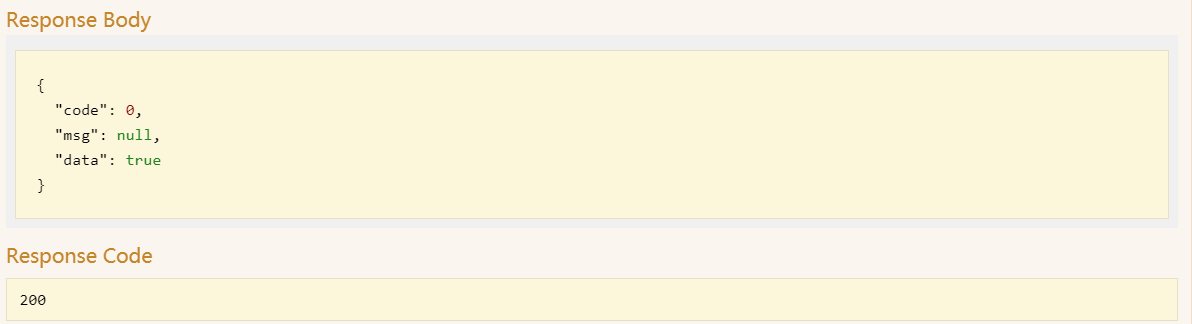 Response Body
{
  "code": 0,
  "msg": null,
  "data": true
}
Response Code
200